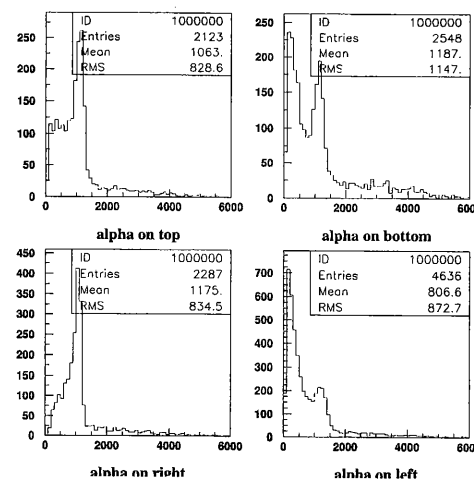 ID 1000000
Entries 2123
Mean 1063.
RMS 828.6
250
200
150
100
50
0
0 2000 4000 6000
alpha on top
ID 1000000
Entries 2548
Mean 1187.
RMS 1147.
250
200
150
100
50
0
0 2000 4000 6000
alpha on bottom
ID 1000000
Entries 2287
Mean 1175.
RMS 834.5
450
400
350
300
250
200
150
100
50
0
0 2000 4000 6000
alpha on right
ID 1000000
Entries 4636
Mean 806.6
RMS 872.7
700
600
500
400
300
200
100
0
0 2000 4000 6000
alpha on left